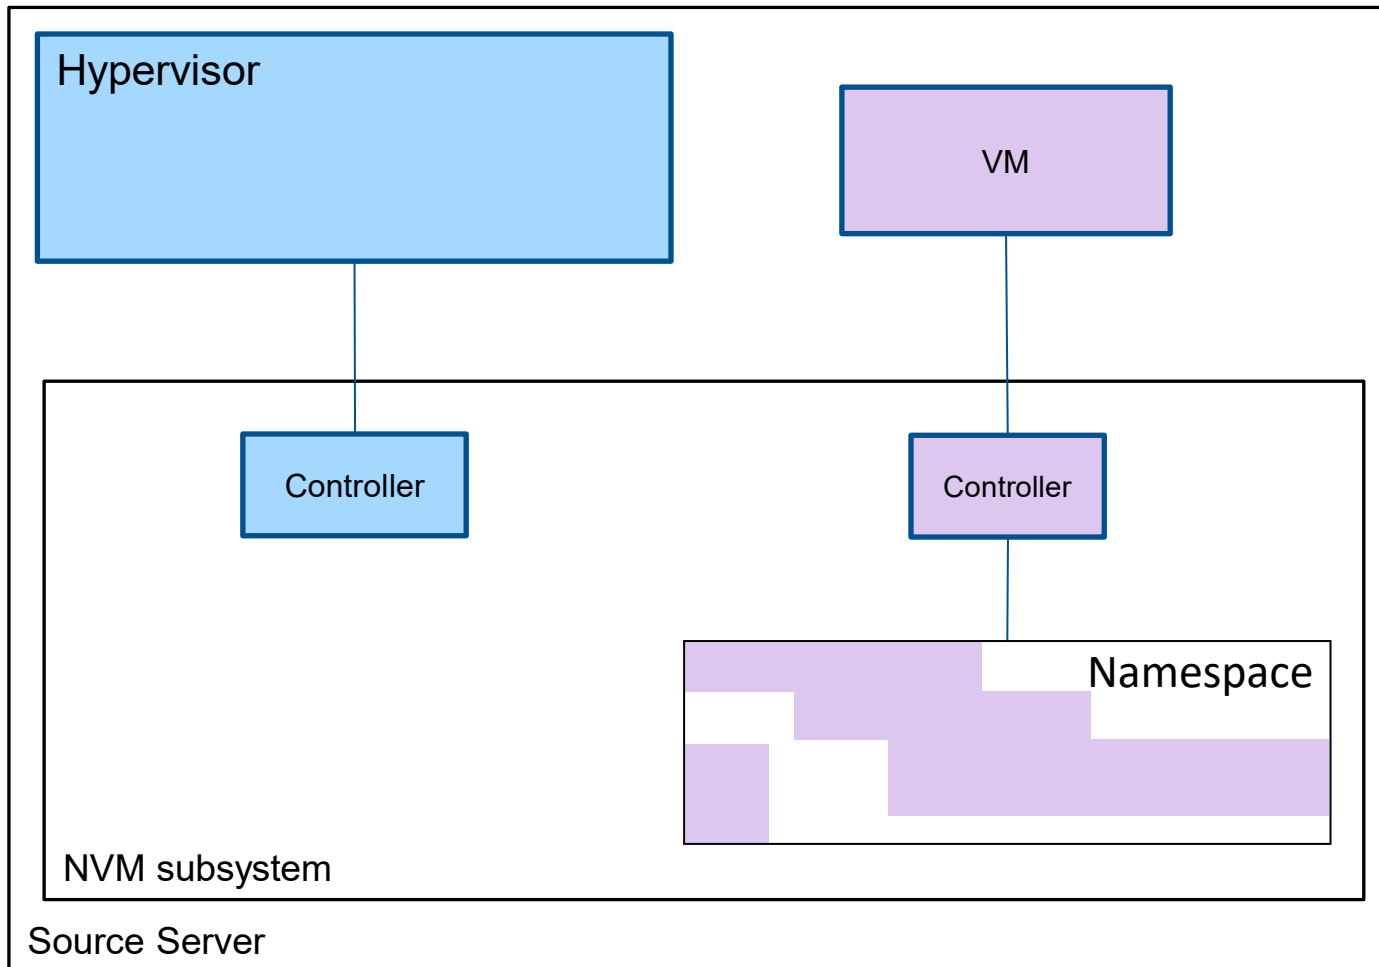 Hypervisor
VM
Controller
Controller
Namespace
NVM subsystem
Source Server